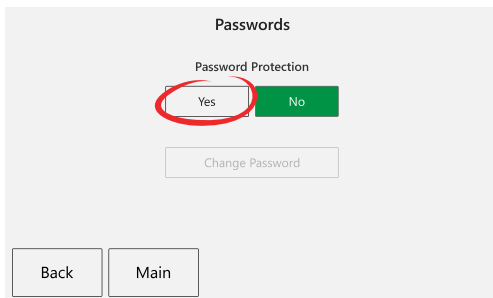 Passwords
Password Protection
Yes No
Change Password
Back Main